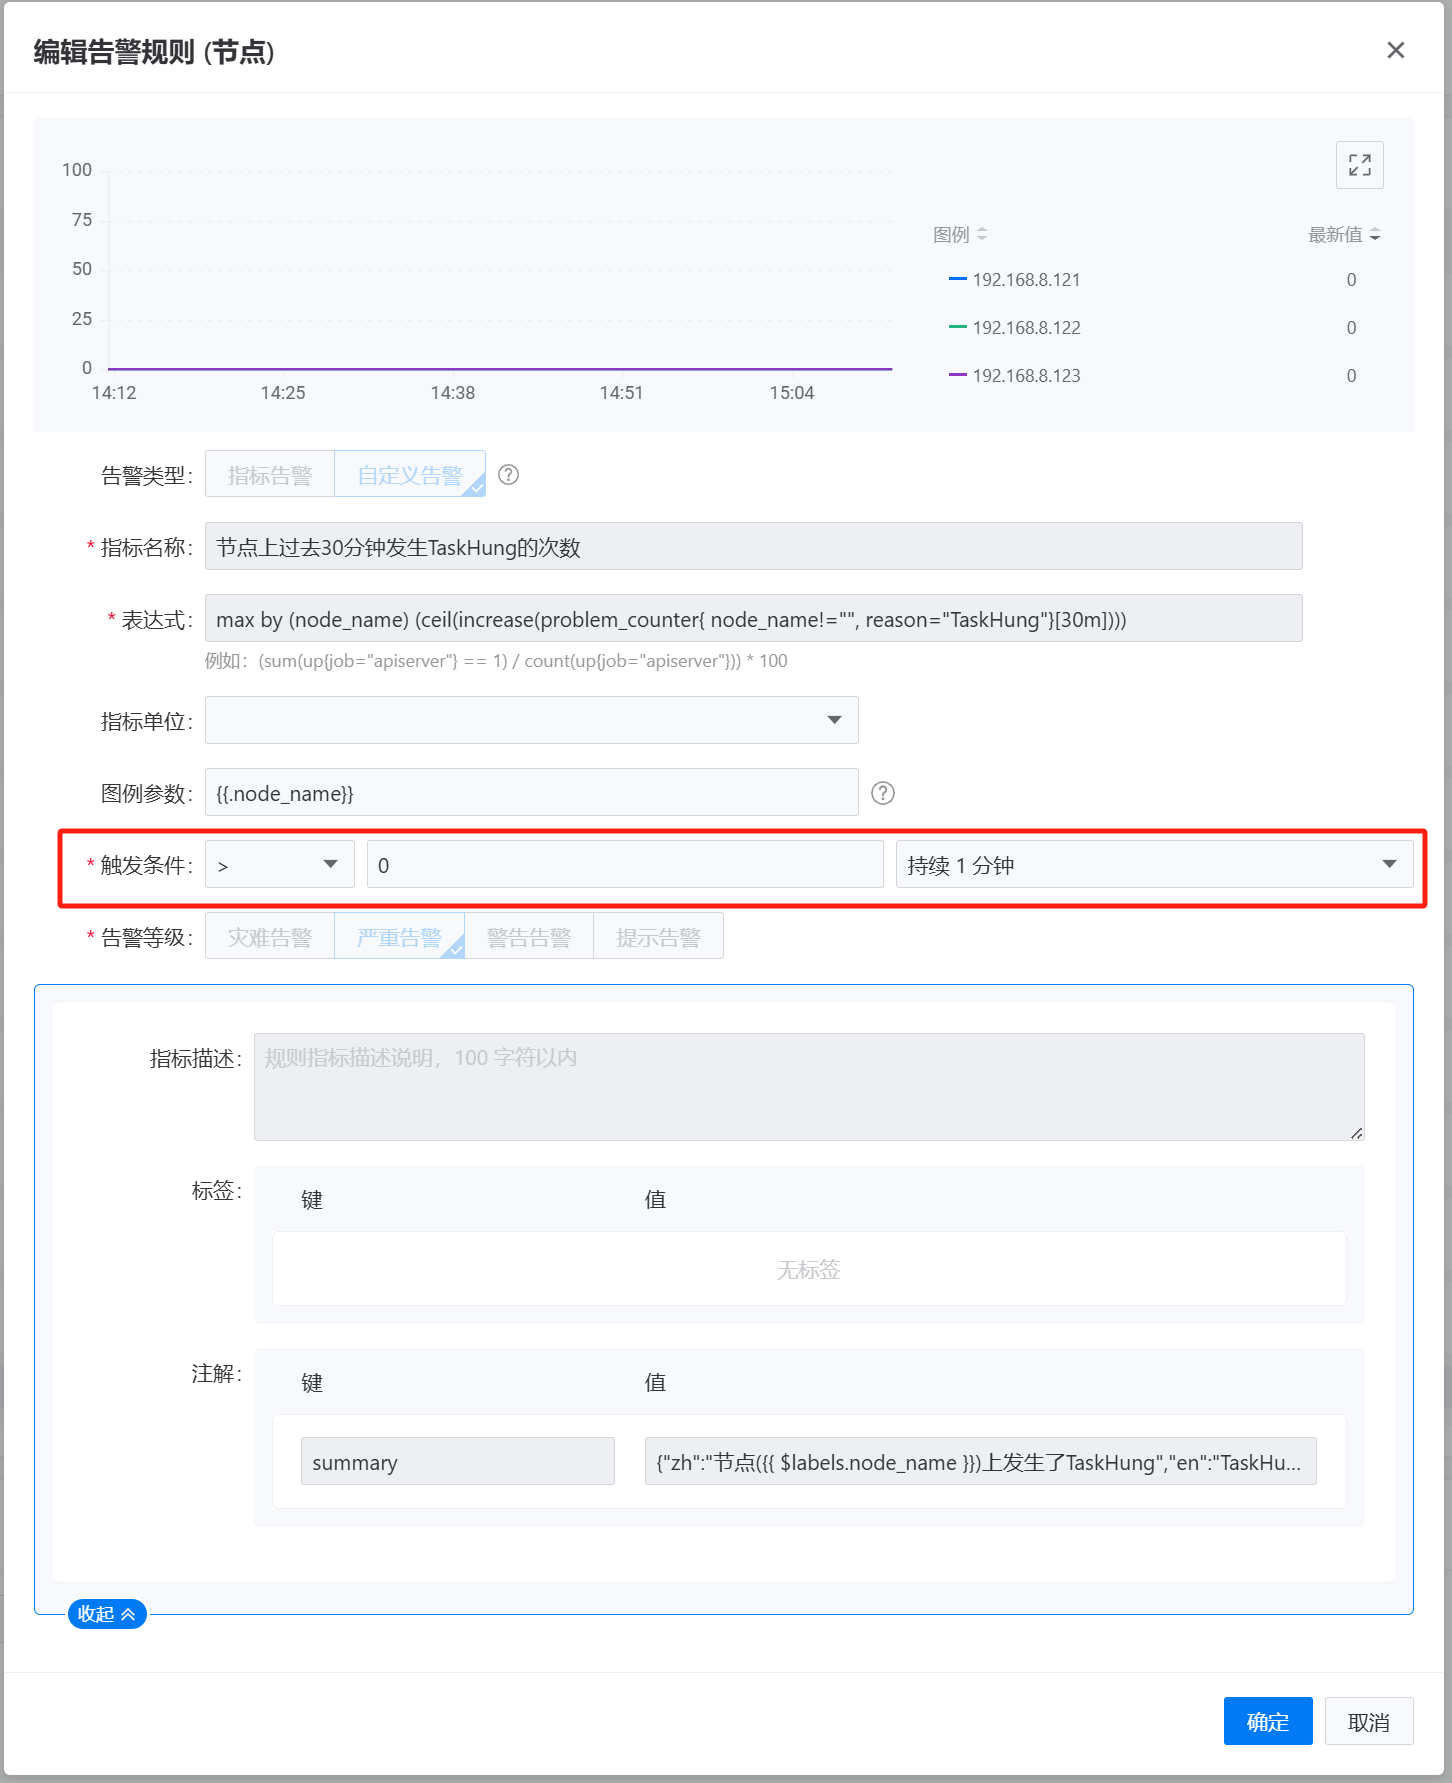 编辑告警规则 (节点)
100
75
50
25
0
14:12 14:25 14:38 14:51 15:04
图例 最新值
192.168.8.121 0
192.168.8.122 0
192.168.8.123 0
告警类型: 指标告警 自定义告警
* 指标名称: 节点上过去30分钟发生TaskHung的次数
* 表达式: max by (node_name) (ceil(increase(problem_counter{ node_name!="", reason="TaskHung"}[30m])))
例如: (sum(up{job="apiserver"} == 1) / count(up{job="apiserver"})) * 100
指标单位:
图例参数: {{.node_name}}
* 触发条件: > 0 持续 1 分钟
* 告警等级: 灾难告警 严重告警 警告告警 提示告警
指标描述: 规则指标描述说明，100 字符以内
标签: 键 值
无标签
注解: 键 值
summary {"zh":"节点({{ $labels.node_name }})上发生了TaskHung","en":"TaskHu...
收起
确定 取消